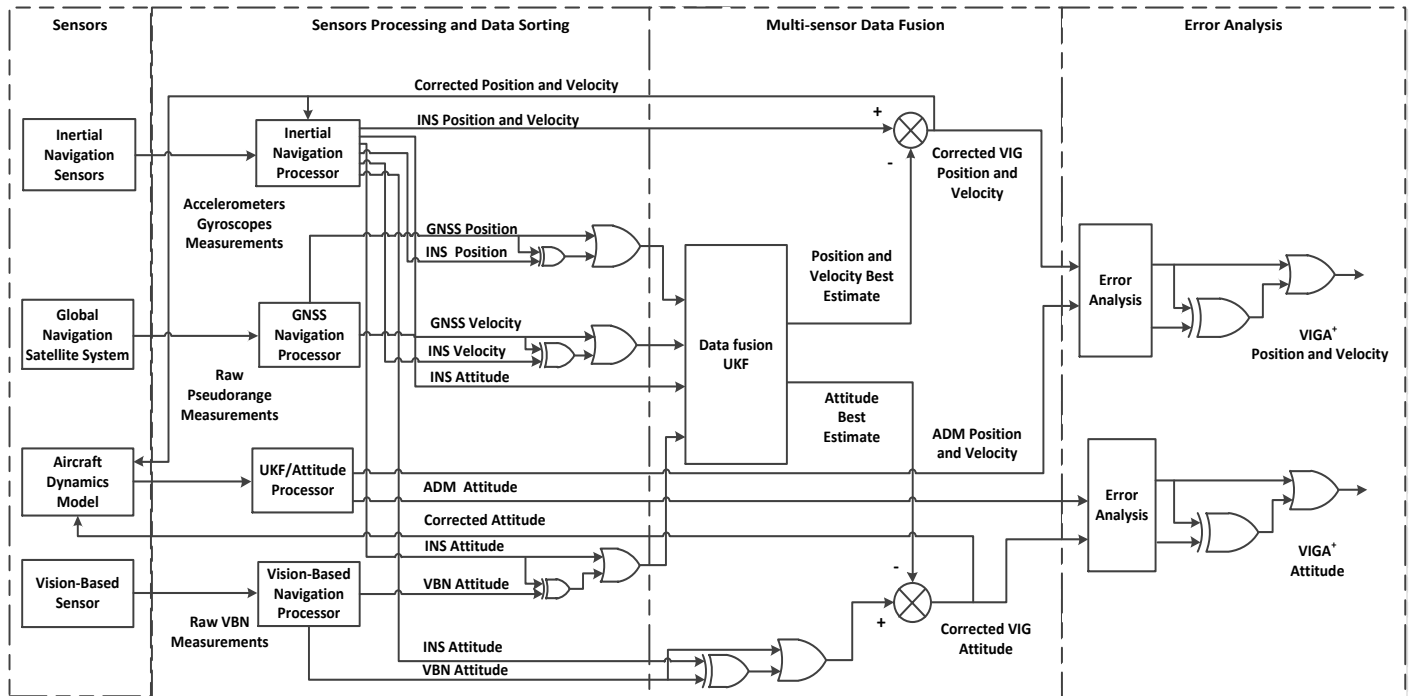 Sensors
Sensors Processing and Data Sorting
Multi-sensor Data Fusion
Error Analysis
Corrected Position and Velocity
INS Position and Velocity
+
-
Inertial
Navigation
Sensors
Inertial
Navigation
Processor
Corrected VIG
Position and
Velocity
Accelerometers
Gyroscopes
Measurements
GNSS Position
INS Position
Position and
Velocity Best
Estimate
Error
Analysis
Global
Navigation
Satellite System
GNSS
Navigation
Processor
GNSS Velocity
INS Velocity
INS Attitude
Data fusion
UKF
VIGA+
Position and Velocity
Raw
Pseudorange
Measurements
Attitude
Best
Estimate
ADM Position
and Velocity
Aircraft
Dynamics
Model
UKF/Attitude
Processor
ADM Attitude
Corrected Attitude
INS Attitude
VBN Attitude
Error
Analysis
VIGA+
Attitude
Vision-Based
Sensor
Vision-Based
Navigation
Processor
-
+
Raw VBN
Measurements
INS Attitude
VBN Attitude
Corrected VIG
Attitude